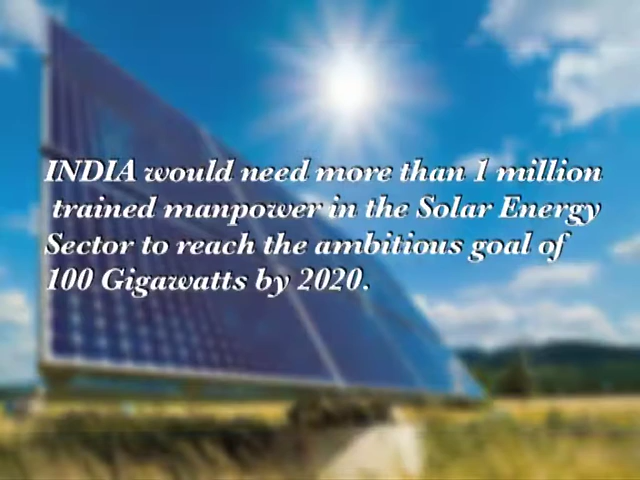 INDIA would need more than 1 million
trained manpower in the Solar Energy
Sector to reach the ambitious goal of
100 Gigawatts by 2020.